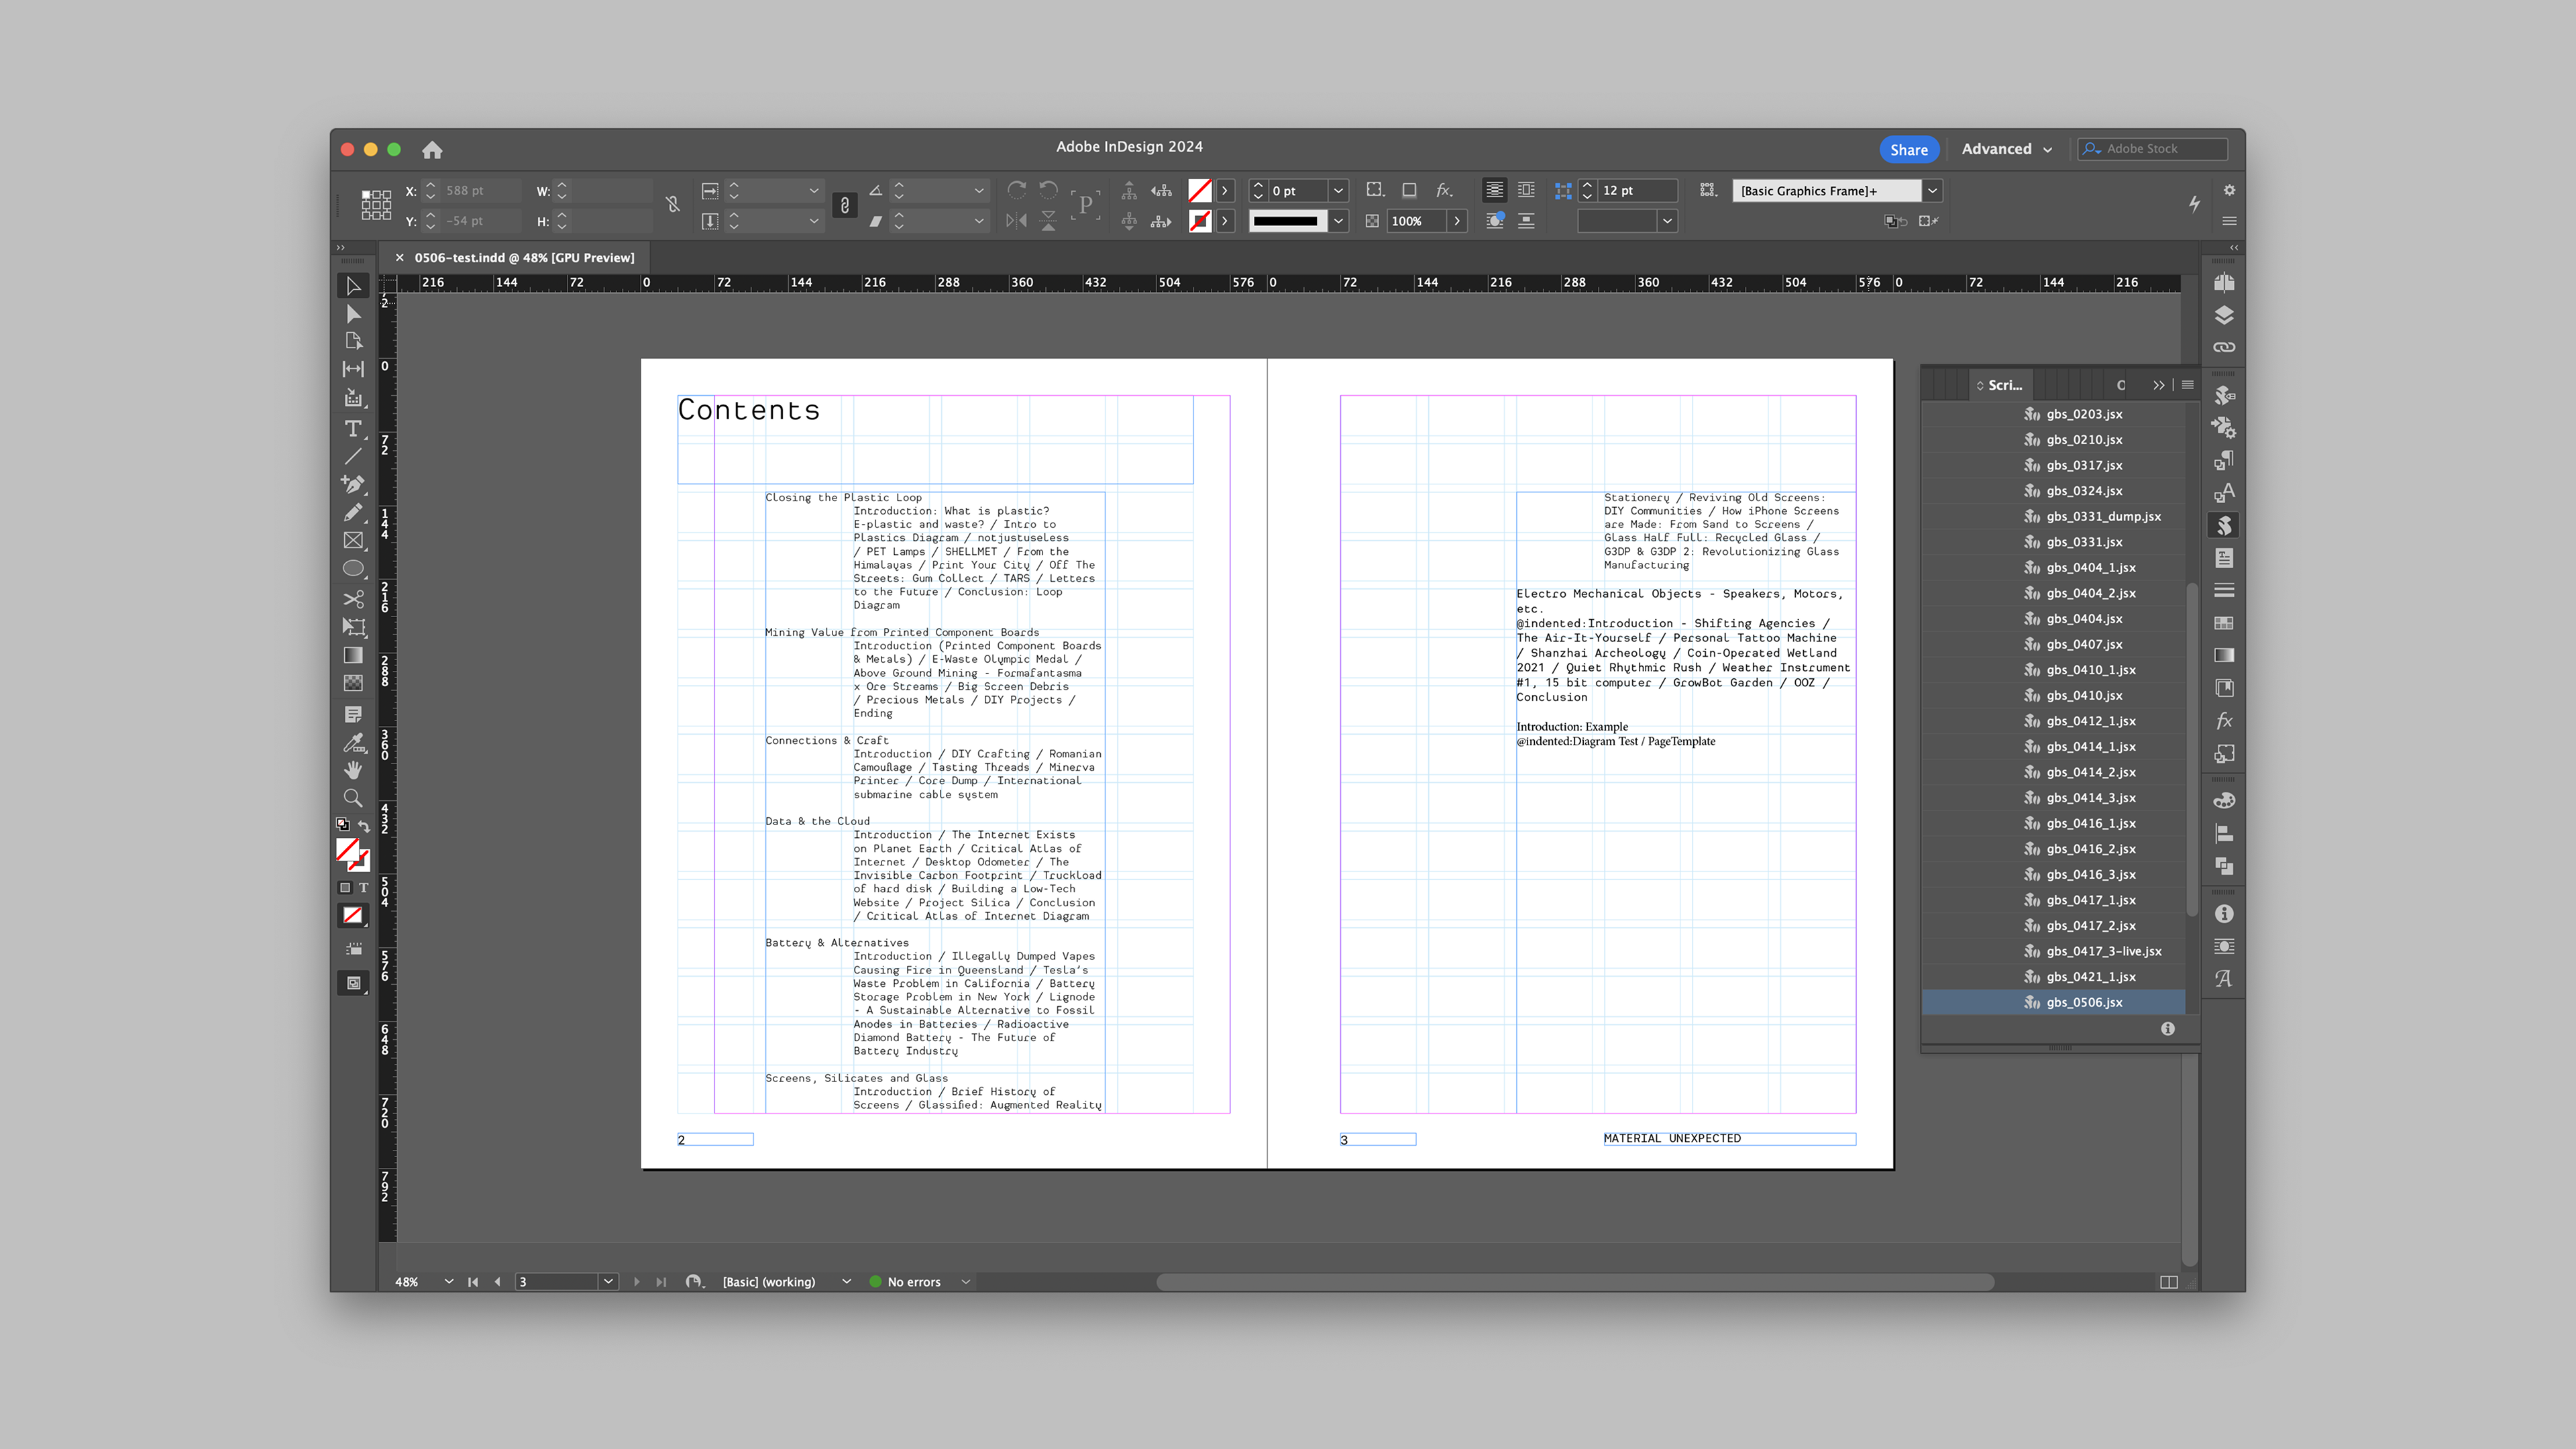 Adobe InDesign 2024
Share
Advanced
Adobe Stock
X: 588 pt
W:
0 pt
12 pt
[Basic Graphics Frame]+
Y: -54 pt
H:
P
fx.
100%
× 0506-test.indd @ 48% [GPU Preview]
216 144 72 0 72 144 216 288 360 432 504 576 0 72 144 216 288 360 432 504 576 0 72 144 216
2
0
72
144
216
288
360
432
504
576
648
720
792
T
T
Contents
Closing the Plastic Loop
Introduction: What is plastic?
E-plastic and waste? / Intro to
Plastics Diagram / notjustuseless
/ PET Lamps / SHELLMET / From the
Himalayas / Print Your City / Off The
Streets: Gum Collect / TARS / Letters
to the Future / Conclusion: Loop
Diagram
Mining Value from Printed Component Boards
Introduction (Printed Component Boards
& Metals) / E-Waste Olympic Medal /
Above Ground Mining - Formafantasma
x Ore Streams / Big Screen Debris
/ Precious Metals / DIY Projects /
Ending
Connections & Craft
Introduction / DIY Crafting / Romanian
Camouflage / Tasting Threads / Minerva
Printer / Core Dump / International
submarine cable system
Data & the Cloud
Introduction / The Internet Exists
on Planet Earth / Critical Atlas of
Internet / Desktop Odometer / The
Invisible Carbon Footprint / Truckload
of hard disk / Building a Low-Tech
Website / Project Silica / Conclusion
/ Critical Atlas of Internet Diagram
Battery & Alternatives
Introduction / Illegally Dumped Vapes
Causing Fire in Queensland / Tesla's
Waste Problem in California / Battery
Storage Problem in New York / Lignode
- A Sustainable Alternative to Fossil
Anodes in Batteries / Radioactive
Diamond Battery - The Future of
Battery Industry
Screens, Silicates and Glass
Introduction / Brief History of
Screens / Glassified: Augmented Reality
2
Stationery / Reviving Old Screens:
DIY Communities / How iPhone Screens
are Made: From Sand to Screens /
Glass Half Full: Recycled Glass /
G3DP & G3DP 2: Revolutionizing Glass
Manufacturing
Electro Mechanical Objects - Speakers, Motors,
etc.
@indented:Introduction - Shifting Agencies /
The Air-It-Yourself / Personal Tattoo Machine
/ Shanzhai Archeology / Coin-Operated Wetland
2021 / Quiet Rhythmic Rush / Weather Instrument
#1, 15 bit computer / GrowBot Garden / OOZ /
Conclusion
Introduction: Example
@indented:Diagram Test / PageTemplate
3
MATERIAL UNEXPECTED
Scri...
gbs_0203.jsx
gbs_0210.jsx
gbs_0317.jsx
gbs_0324.jsx
gbs_0331_dump.jsx
gbs_0331.jsx
gbs_0404_1.jsx
gbs_0404_2.jsx
gbs_0404.jsx
gbs_0407.jsx
gbs_0410_1.jsx
gbs_0410.jsx
gbs_0412_1.jsx
gbs_0414_1.jsx
gbs_0414_2.jsx
gbs_0414_3.jsx
gbs_0416_1.jsx
gbs_0416_2.jsx
gbs_0416_3.jsx
gbs_0417_1.jsx
gbs_0417_2.jsx
gbs_0417_3-live.jsx
gbs_0421_1.jsx
gbs_0506.jsx
fx
48%
3
[Basic] (working)
No errors